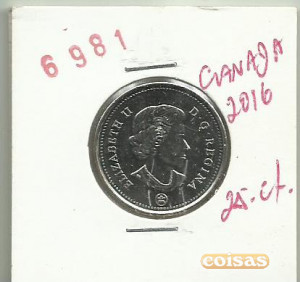 6981
CANADA
2016
ELIZABETH II D·G·REGINA
25-ct.
coisas